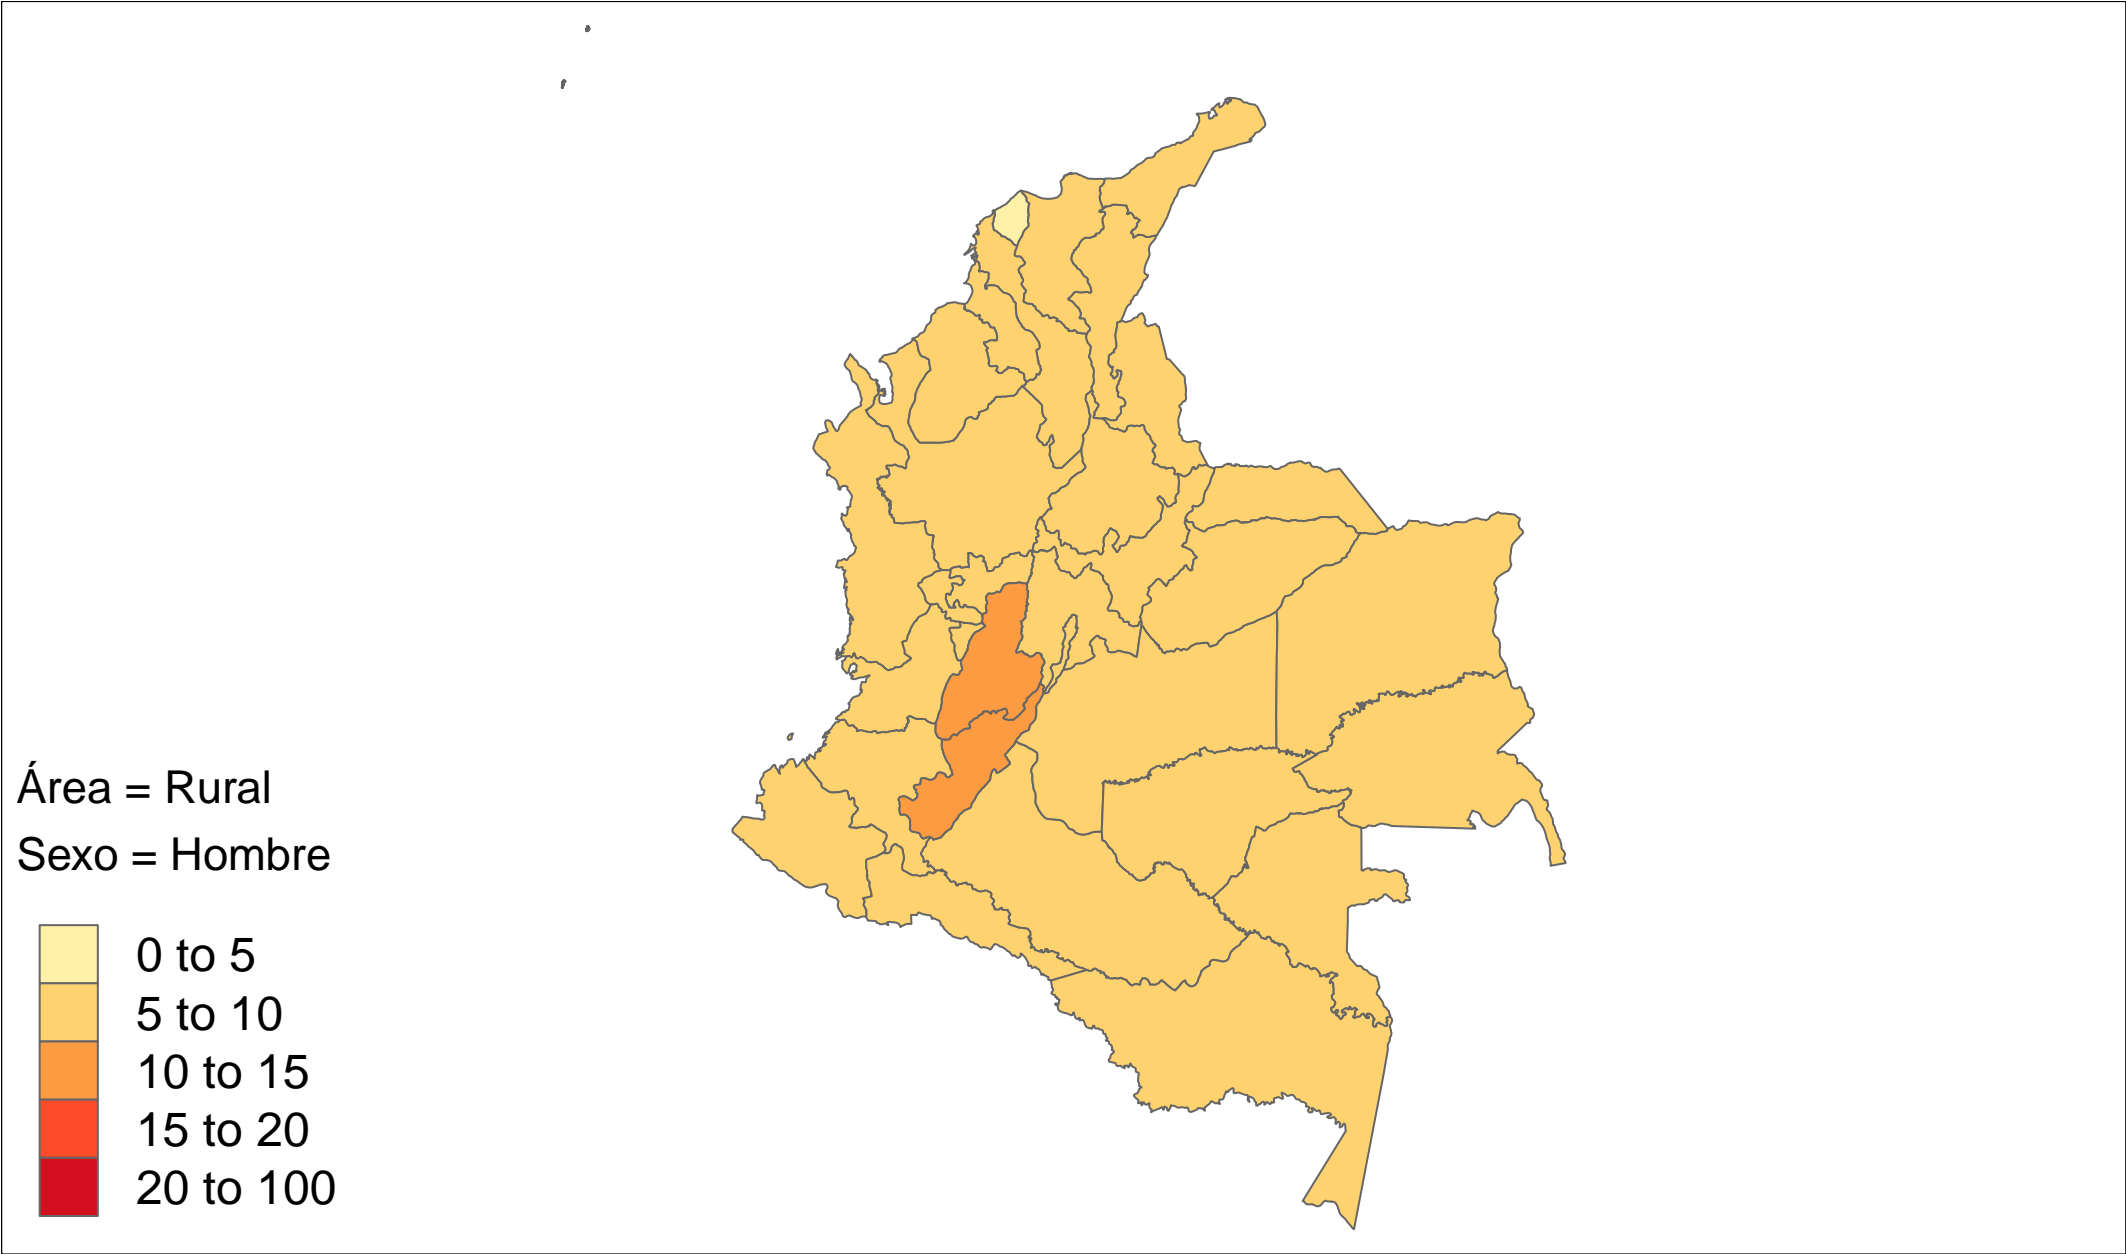 Área = Rural
Sexo = Hombre
0 to 5
5 to 10
10 to 15
15 to 20
20 to 100